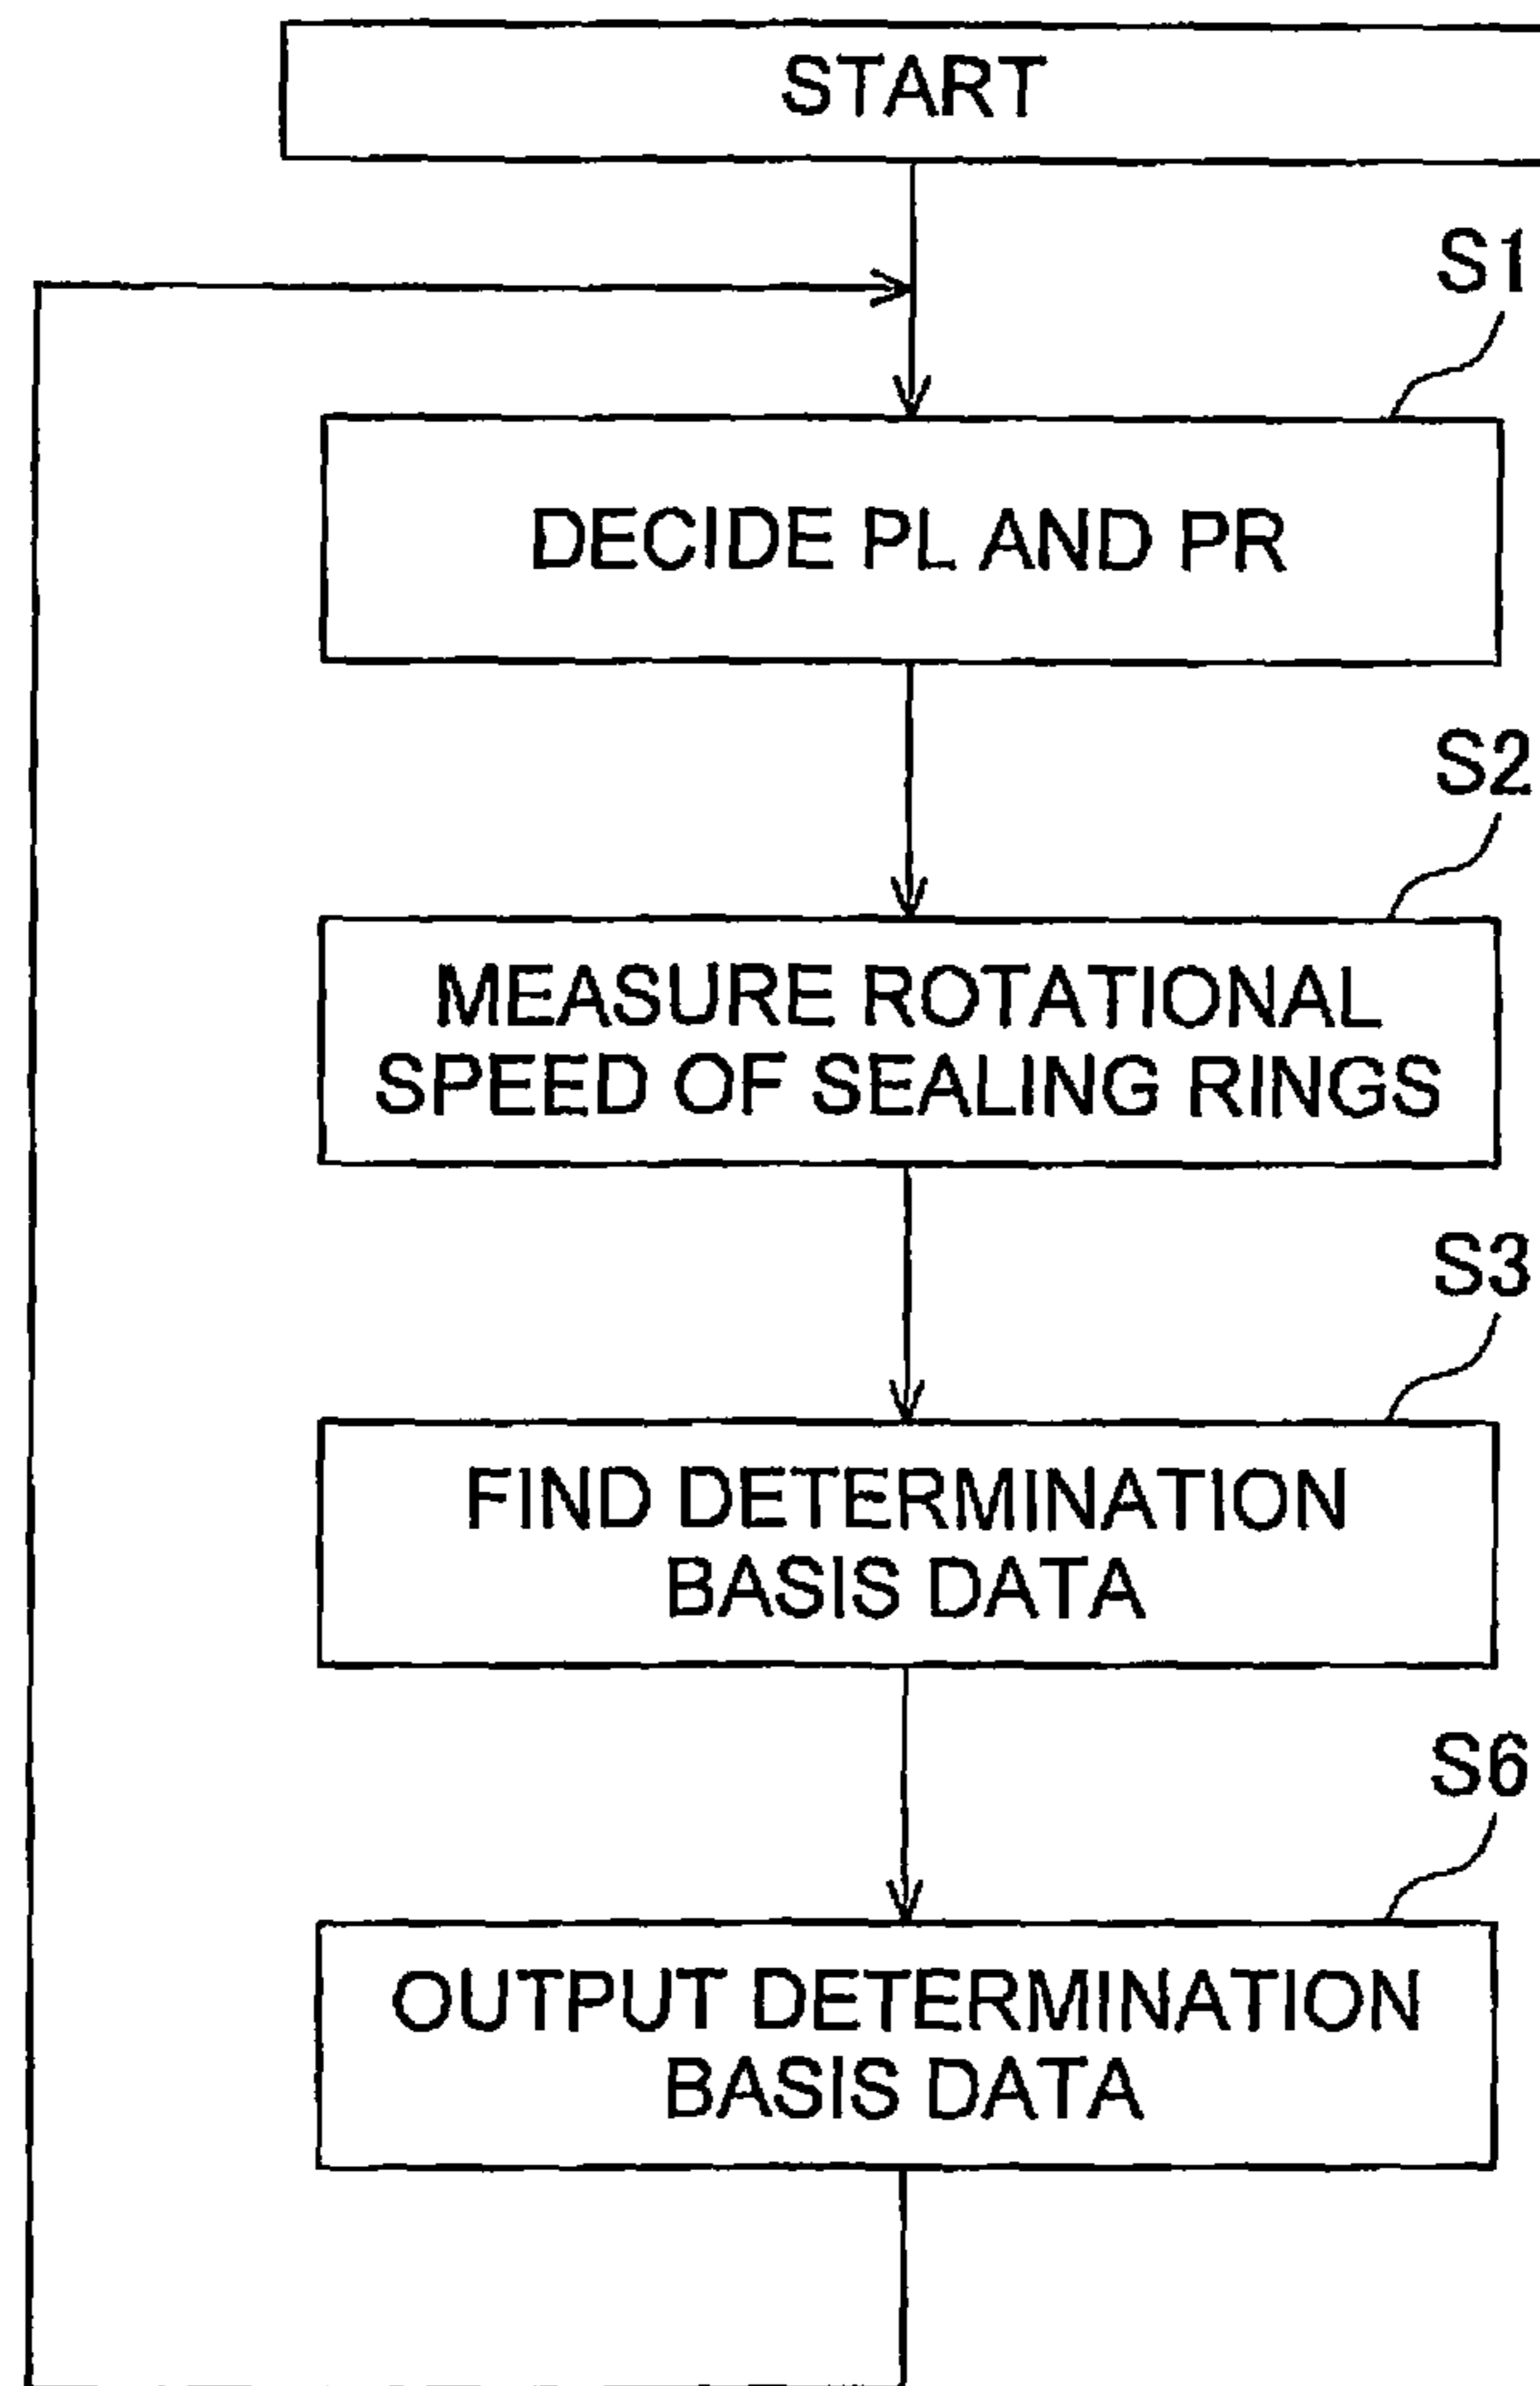 START
S1
DECIDE PL AND PR
S2
MEASURE ROTATIONAL
SPEED OF SEALING RINGS
S3
FIND DETERMINATION
BASIS DATA
S6
OUTPUT DETERMINATION
BASIS DATA